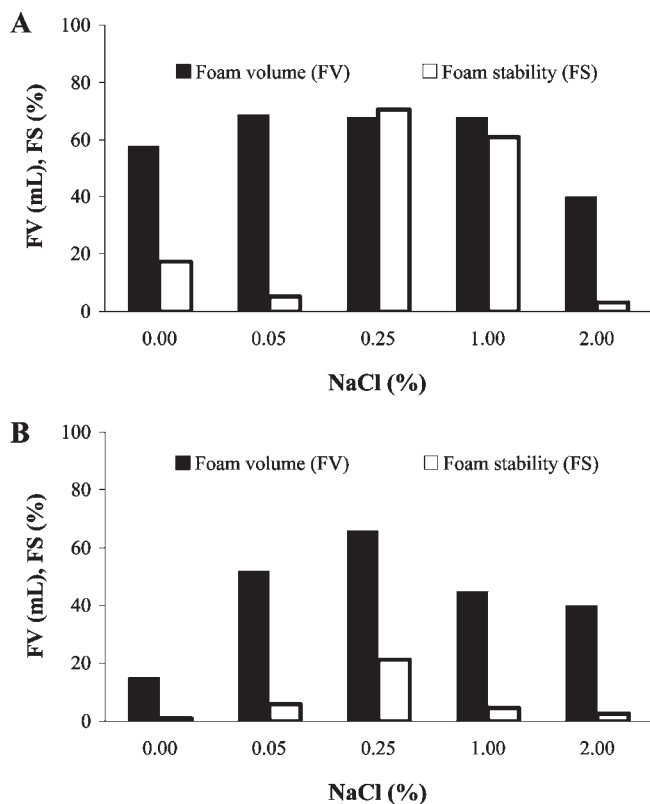 A
100
80
60
40
20
0
FV (mL), FS (%)
Foam volume (FV) Foam stability (FS)
0.00 0.05 0.25 1.00 2.00
NaCl (%)
B
100
80
60
40
20
0
FV (mL), FS (%)
Foam volume (FV) Foam stability (FS)
0.00 0.05 0.25 1.00 2.00
NaCl (%)